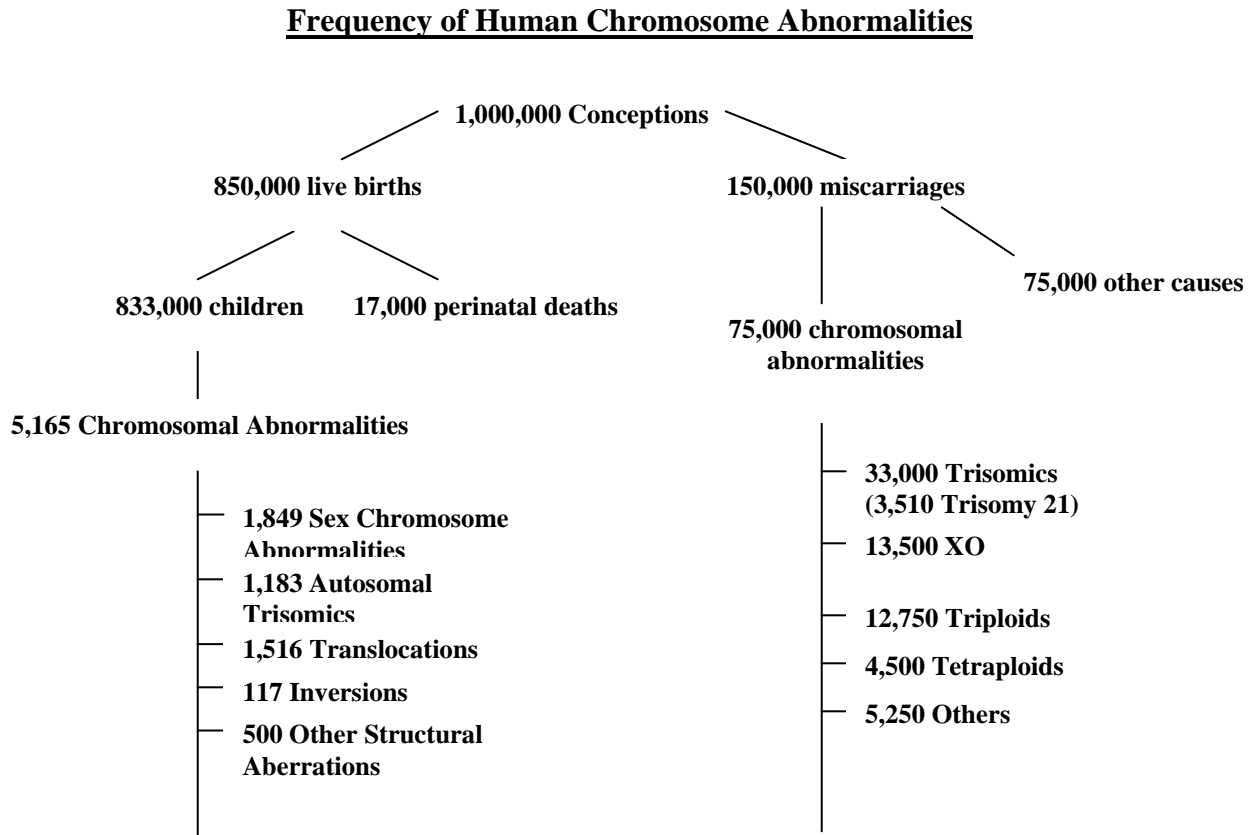 Frequency of Human Chromosome Abnormalities
1,000,000 Conceptions
850,000 live births
150,000 miscarriages
833,000 children
17,000 perinatal deaths
75,000 chromosomal
abnormalities
75,000 other causes
5,165 Chromosomal Abnormalities
1,849 Sex Chromosome
Abnormalities
1,183 Autosomal
Trisomics
1,516 Translocations
117 Inversions
500 Other Structural
Aberrations
33,000 Trisomics
(3,510 Trisomy 21)
13,500 XO
12,750 Triploids
4,500 Tetraploids
5,250 Others